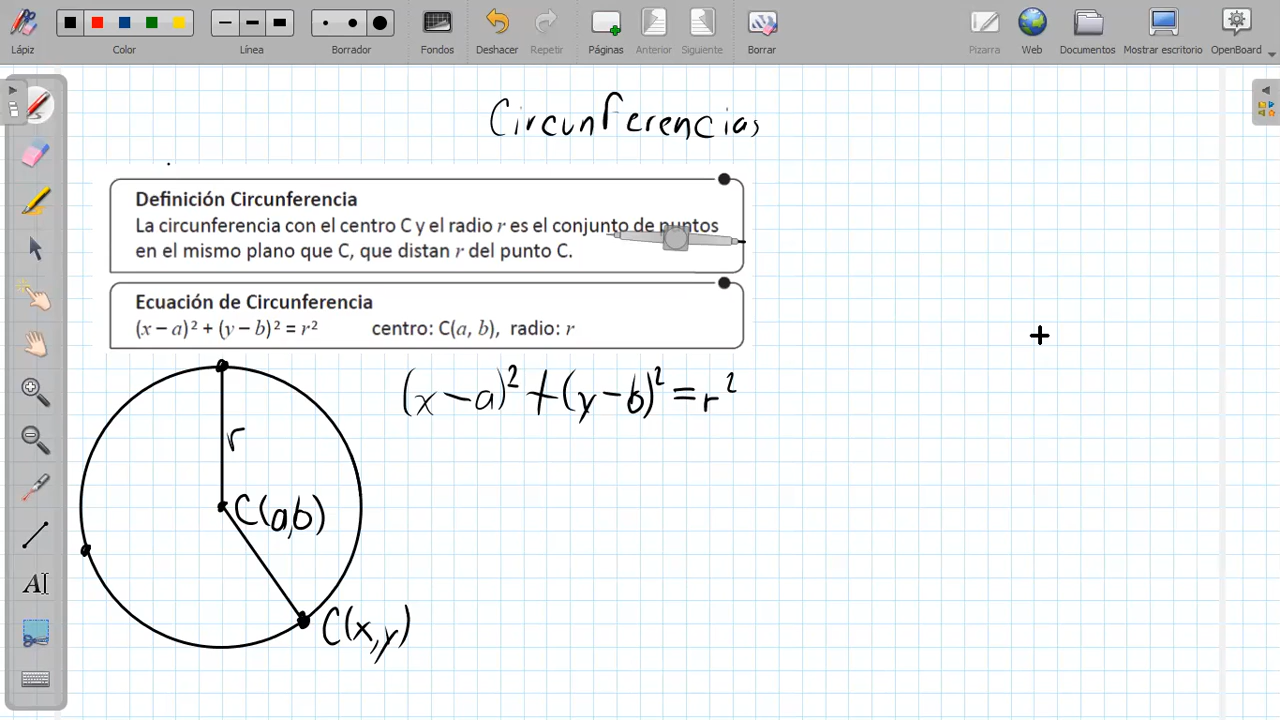 Lápiz
Color
Línea
Borrador
Fondos
Deshacer
Repetir
Páginas
Anterior
Siguiente
Borrar
Pizarra
Web
Documentos
Mostrar escritorio
OpenBoard
Circunferencias
Definición Circunferencia
La circunferencia con el centro C y el radio r es el conjunto de puntos
en el mismo plano que C, que distan r del punto C.
Ecuación de Circunferencia
(x – a)² + (y – b)² = r² centro: C(a, b), radio: r
(x – a)² + (y – b)² = r²
r
C(a,b)
C(x,y)
A